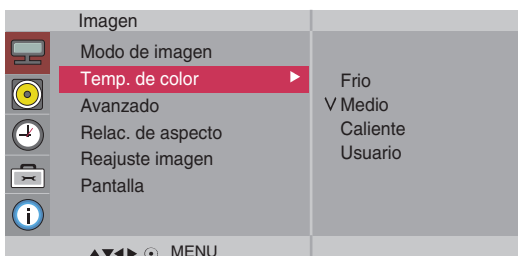 Imagen
Modo de imagen
Temp. de color
Avanzado
Relac. de aspecto
Reajuste imagen
Pantalla
Frio
Medio
Caliente
Usuario
MENU